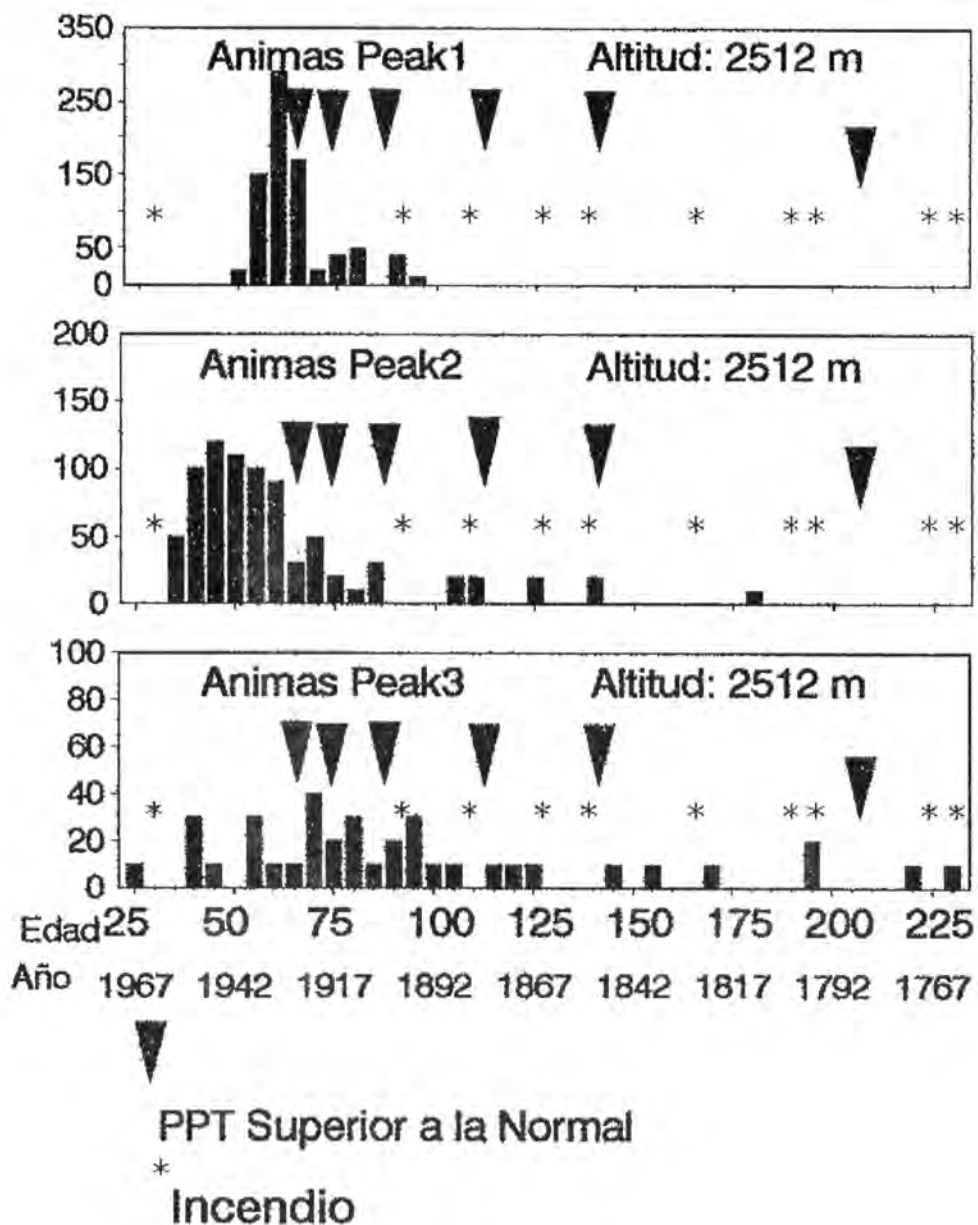 350
Animas Peak1 Altitud: 2512 m
250
150
* * * * * * * * * *
50
0
200
Animas Peak2 Altitud: 2512 m
150
100
* * * * * * * * * *
50
0
100
Animas Peak3 Altitud: 2512 m
80
60
40
* * * * * * * * * *
20
0
Edad 25 50 75 100 125 150 175 200 225
Año 1967 1942 1917 1892 1867 1842 1817 1792 1767
PPT Superior a la Normal
*
Incendio